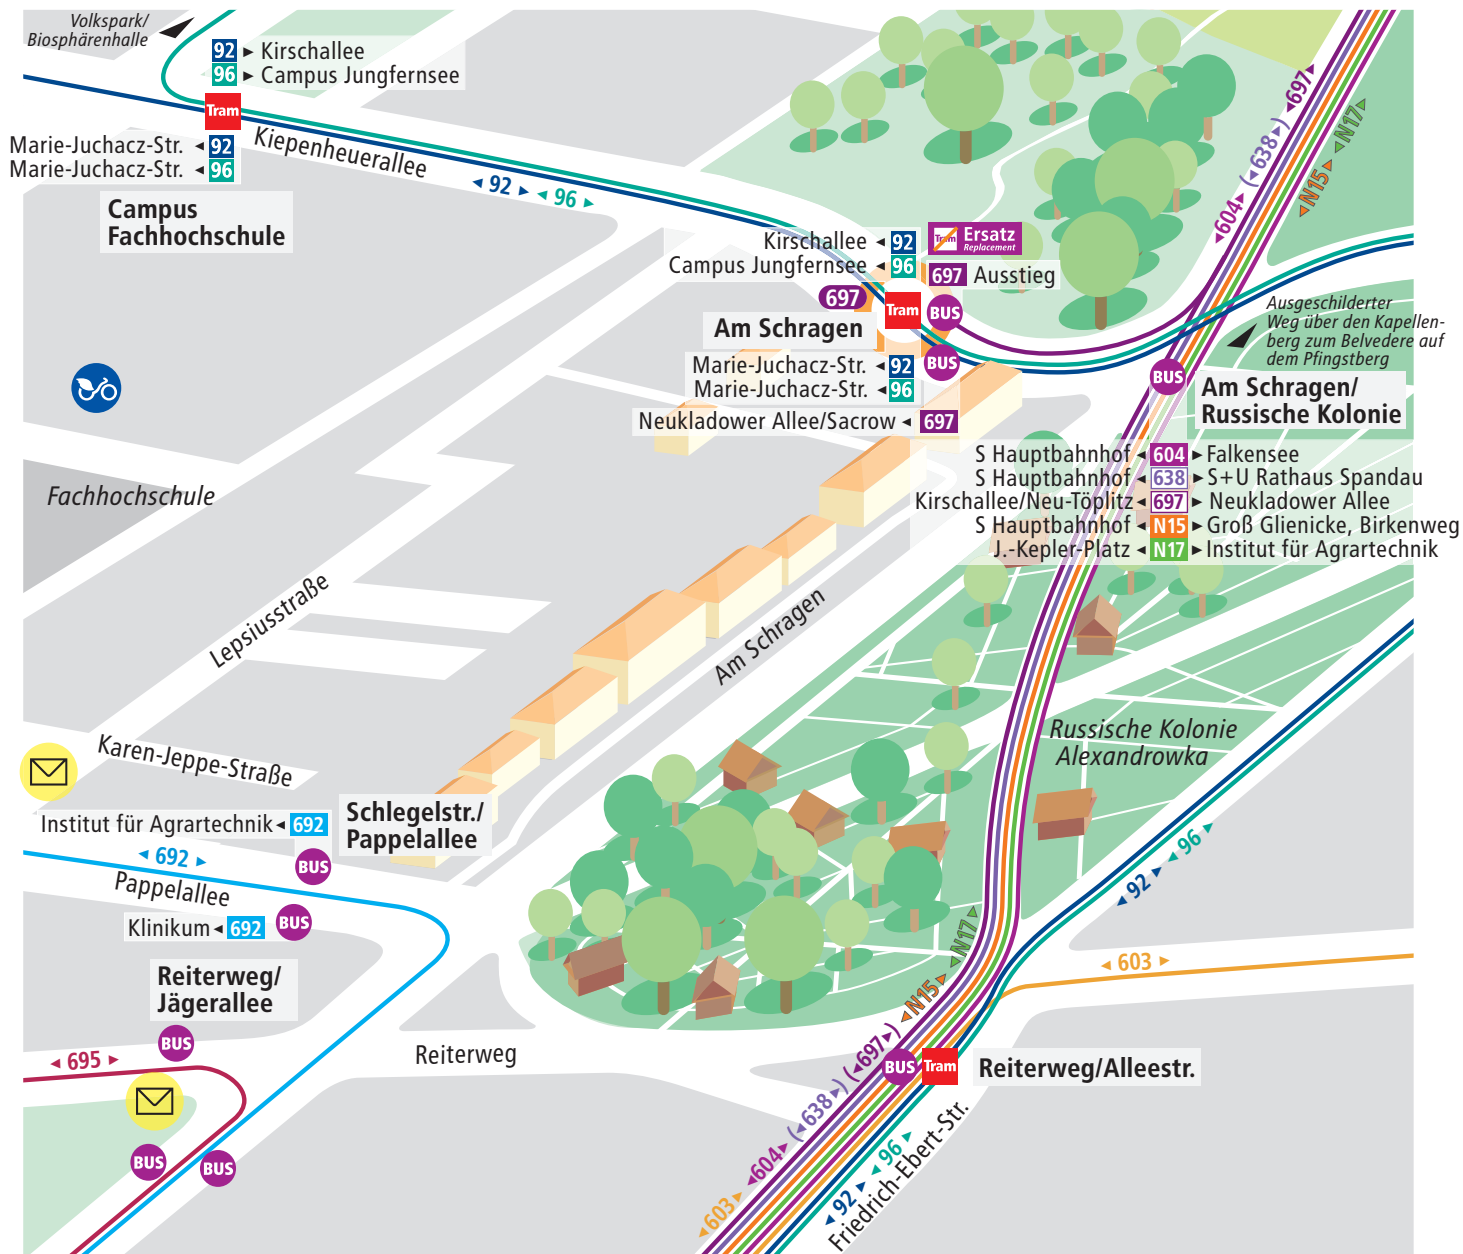 Volkspark/
Biosphärenhalle
92 Kirschallee
96 Campus Jungfernsee
Tram
Marie-Juchacz-Str. 92
Marie-Juchacz-Str. 96
Kiepenheuerallee
92
96
Campus
Fachhochschule
697
604
(638)
N15
N17
Kirschallee 92
Campus Jungfernsee 96
Tram Ersatz
Replacement
697 Ausstieg
697
Tram
BUS
Am Schragen
BUS
Marie-Juchacz-Str. 92
Marie-Juchacz-Str. 96
Neukladower Allee/Sacrow 697
Ausgeschilderter
Weg über den Kapellen-
berg zum Belvedere auf
dem Pfingstberg
BUS
Am Schragen/
Russische Kolonie
S Hauptbahnhof 604 Falkensee
S Hauptbahnhof 638 S+U Rathaus Spandau
Kirschallee/Neu-Töplitz 697 Neukladower Allee
S Hauptbahnhof N15 Groß Glienicke, Birkenweg
J.-Kepler-Platz N17 Institut für Agrartechnik
Fachhochschule
Lepsiusstraße
Am Schragen
Karen-Jeppe-Straße
Russische Kolonie
Alexandrowka
Institut für Agrartechnik 692
Schlegelstr./
Pappelallee
692
BUS
Pappelallee
Klinikum 692
BUS
92
96
603
Reiterweg/
Jägerallee
BUS
695
Reiterweg
BUS
BUS
N17
N15
(697)
(638)
604
603
BUS
Tram
Reiterweg/Alleestr.
92
96
Friedrich-Ebert-Str.